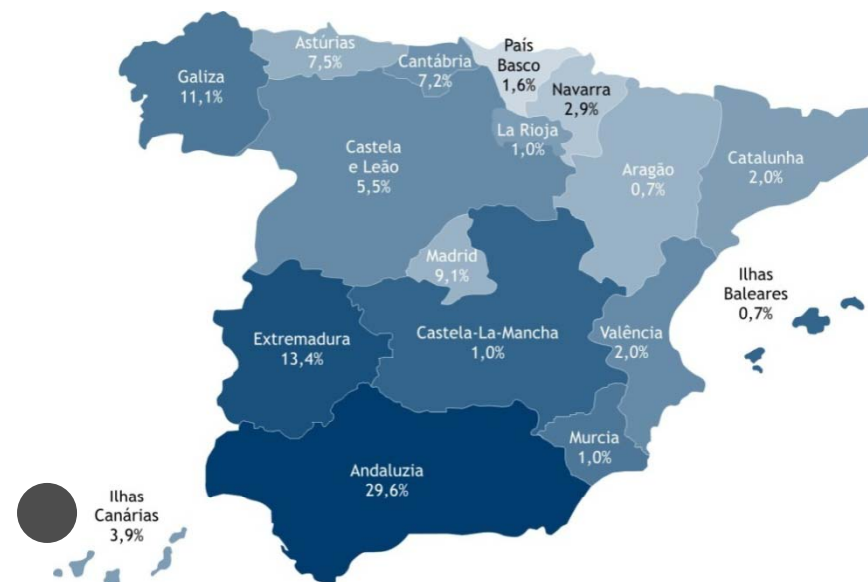 Astúrias
7,5%
Cantábria
7,2%
País
Basco
1,6%
Navarra
2,9%
Galiza
11,1%
La Rioja
1,0%
Castela
e Leão
5,5%
Aragão
0,7%
Catalunha
2,0%
Madrid
9,1%
Ilhas
Baleares
0,7%
Extremadura
13,4%
Castela-La-Mancha
1,0%
Valência
2,0%
Murcia
1,0%
Andaluzia
29,6%
Ilhas
Canárias
3,9%